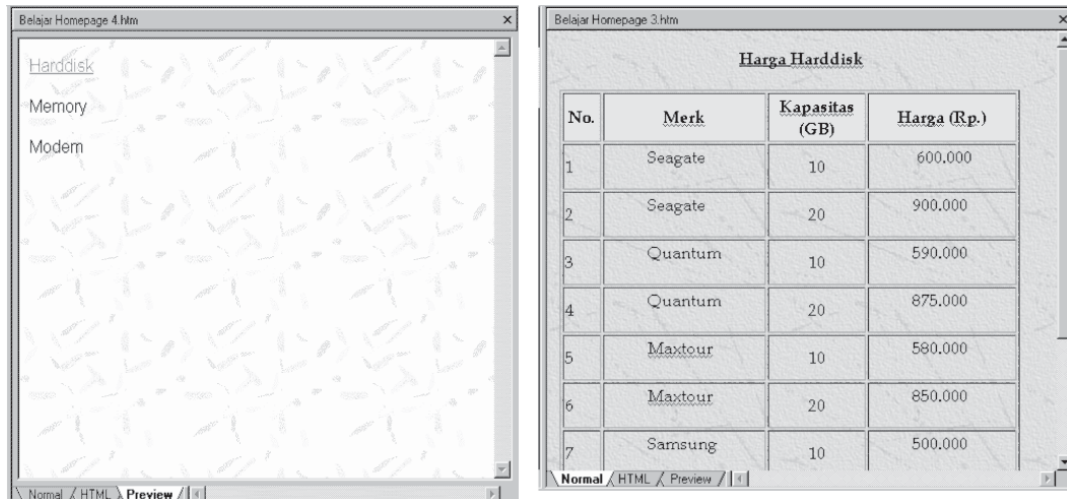 Belajar Homepage 4.htm
Harddisk
Memory
Modem
Normal HTML Preview
Belajar Homepage 3.htm
Harga Harddisk
No. Merk Kapasitas (GB) Harga (Rp.)
1 Seagate 10 600.000
2 Seagate 20 900.000
3 Quantum 10 590.000
4 Quantum 20 875.000
5 Maxtour 10 580.000
6 Maxtour 20 850.000
7 Samsung 10 500.000
Normal HTML Preview